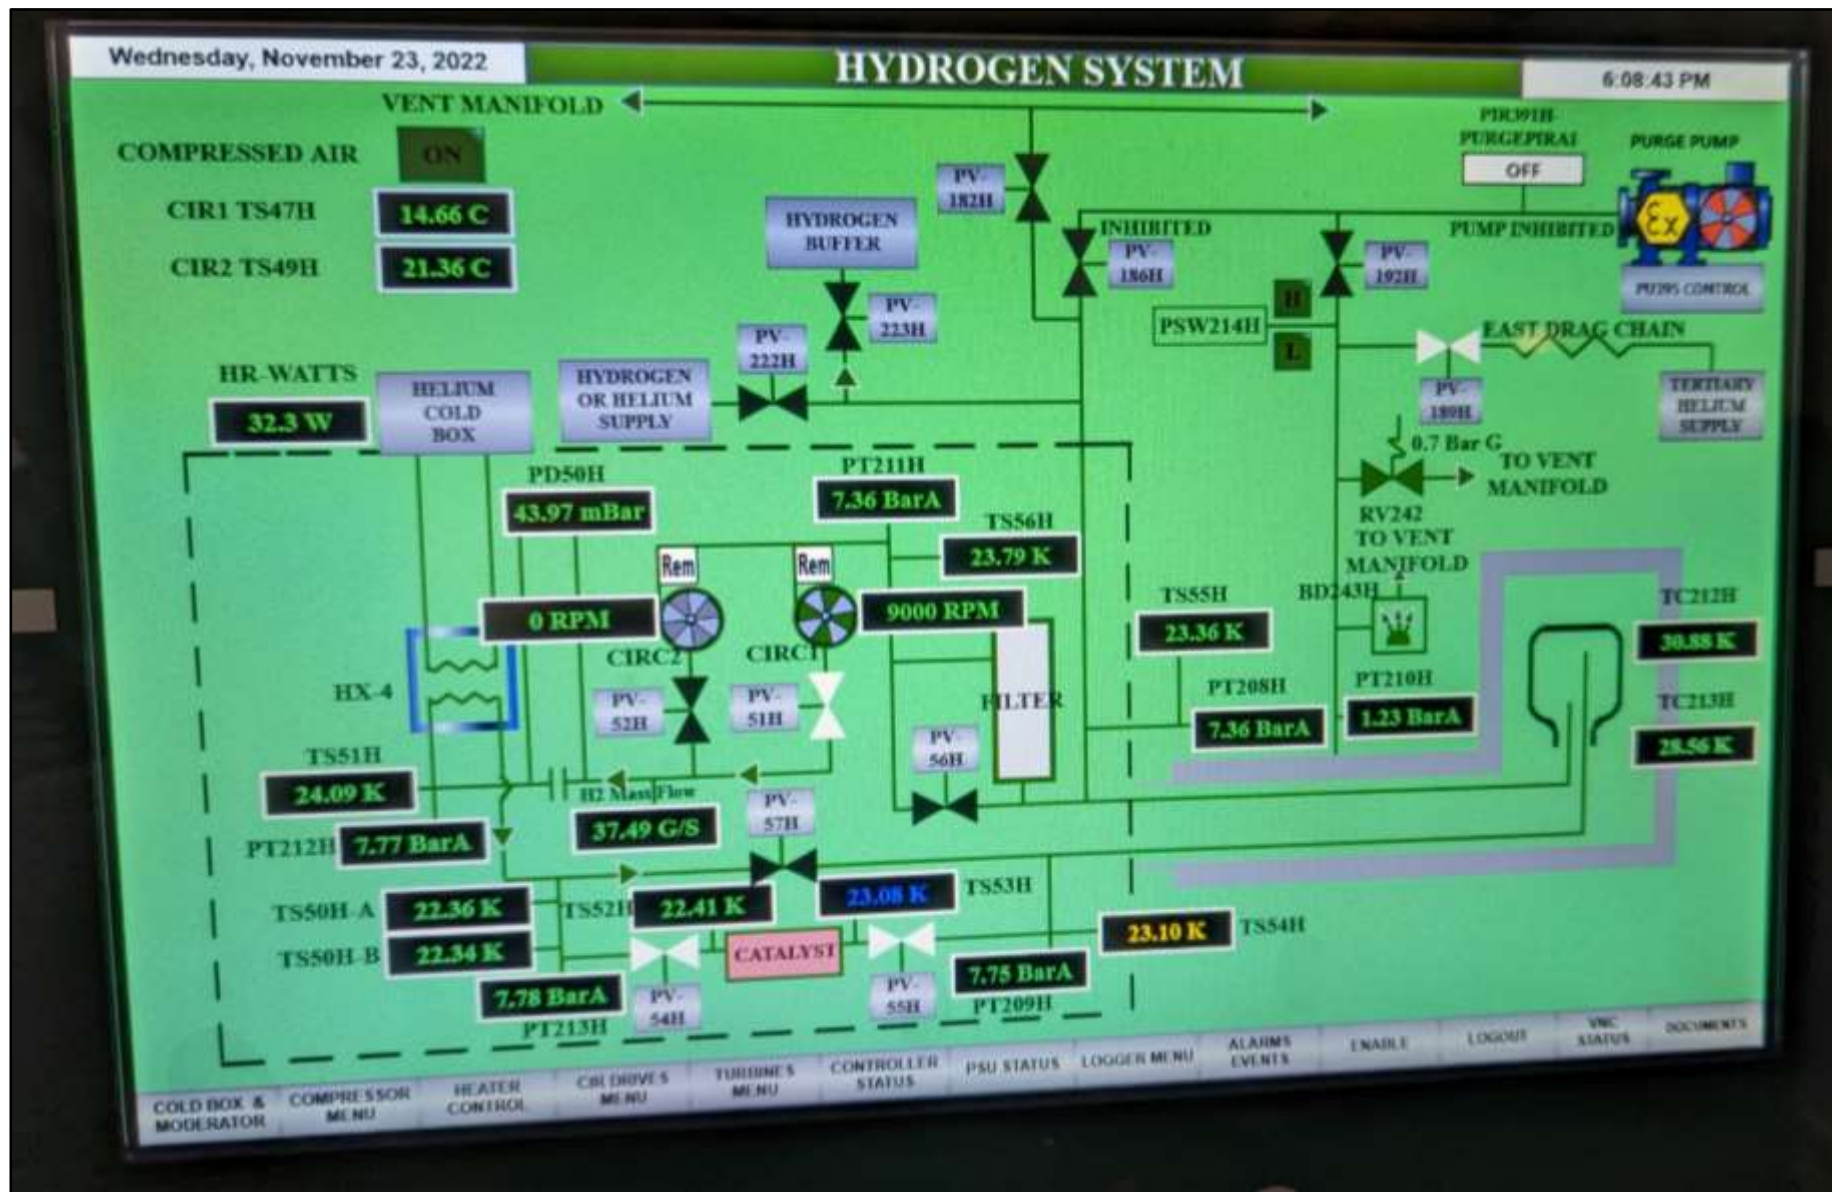 Wednesday, November 23, 2022
HYDROGEN SYSTEM
6:08:43 PM
VENT MANIFOLD
COMPRESSED AIR
ON
CIR1 TS47H
14.66 C
CIR2 TS49H
21.36 C
PV-
182H
PIR391H-
PURGEPIRAI
OFF
PURGE PUMP
Ex
PUMP INHIBITED
PU395 CONTROL
HYDROGEN
BUFFER
INHIBITED
PV-
186H
PV-
192H
PV-
223H
PV-
222H
PSW214H
H
L
EAST DRAG CHAIN
PV-
189H
TERTIARY
HELIUM
SUPPLY
HR-WATTS
32.3 W
HELIUM
COLD
BOX
HYDROGEN
OR HELIUM
SUPPLY
0.7 Bar G
TO VENT
MANIFOLD
RV242
TO VENT
MANIFOLD
BD243H
PD50H
43.97 mBar
PT211H
7.36 BarA
TS56H
23.79 K
Rem
Rem
0 RPM
9000 RPM
CIRC2
CIRC1
PV-
52H
PV-
51H
FILTER
HX-4
TS55H
23.36 K
PT208H
7.36 BarA
PT210H
1.23 BarA
TC212H
30.88 K
TC213H
28.56 K
PV-
56H
TS51H
24.09 K
H2 Mass Flow
37.49 G/S
PV-
57H
PT212H
7.77 BarA
TS50H-A
22.36 K
TS52H
22.41 K
23.08 K
TS53H
TS50H-B
22.34 K
CATALYST
23.10 K
TS54H
7.78 BarA
PT213H
PV-
54H
PV-
55H
7.75 BarA
PT209H
COLD BOX &
MODERATOR
COMPRESSOR
MENU
HEATER
CONTROL
CIR DRIVES
MENU
TURBINES
MENU
CONTROLLER
STATUS
PSU STATUS
LOGGER MENU
ALARMS
EVENTS
ENABLE
LOGOUT
VNC
STATUS
DOCUMENTS